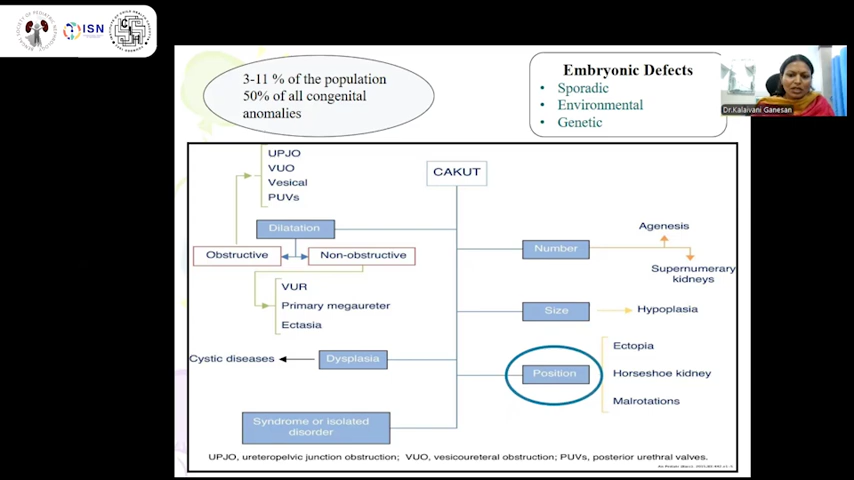 ISN
3-11 % of the population
50% of all congenital
anomalies
Embryonic Defects
• Sporadic
• Environmental
• Genetic
Dr.Kalaivani Ganesan
UPJO
VUO
Vesical
PUVs
CAKUT
Dilatation
Obstructive
Non-obstructive
VUR
Primary megaureter
Ectasia
Number
Agenesis
Supernumerary
kidneys
Size
Hypoplasia
Cystic diseases
Dysplasia
Position
Ectopia
Horseshoe kidney
Malrotations
Syndrome or isolated
disorder
UPJO, ureteropelvic junction obstruction; VUO, vesicoureteral obstruction; PUVs, posterior urethral valves.